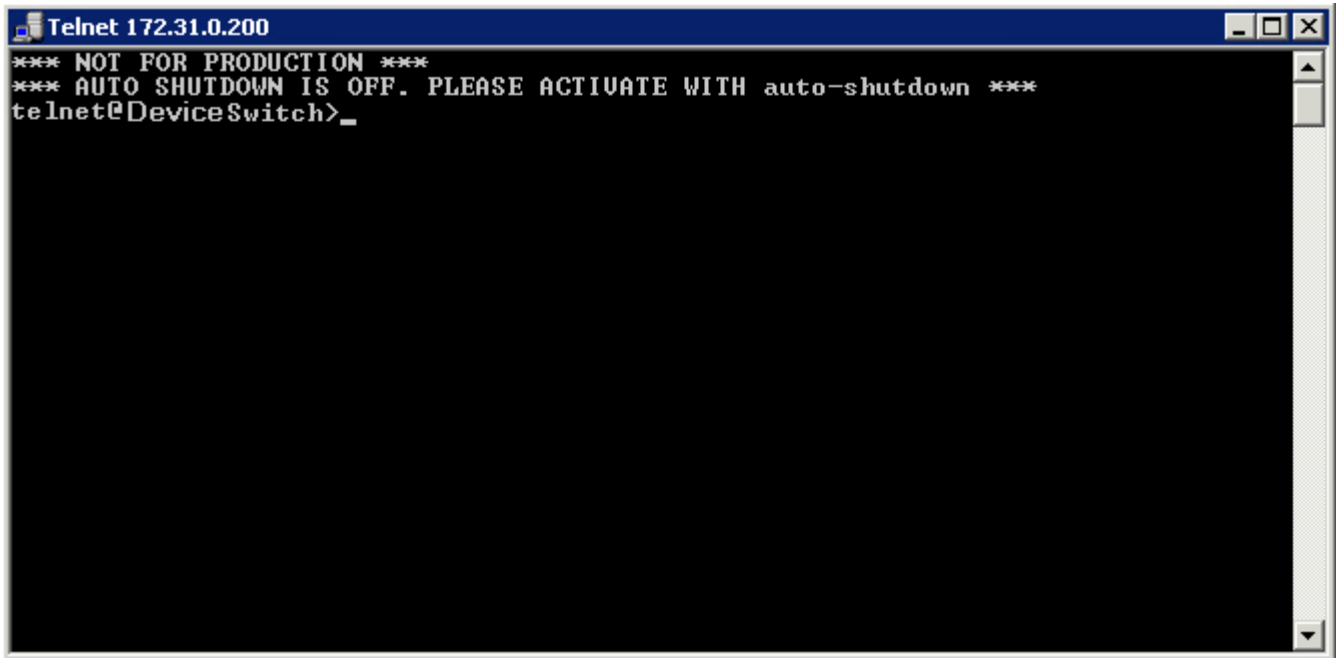 Telnet 172.31.0.200
*** NOT FOR PRODUCTION ***
*** AUTO SHUTDOWN IS OFF. PLEASE ACTIVATE WITH auto-shutdown ***
telnet@DeviceSwitch>_